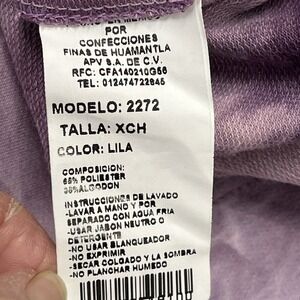 POR
CONFECCIONES
FINAS DE HUAMANTLA
APV S.A. DE C.V.
RFC: CFA140210G56
TEL: 012474722845
MODELO: 2272
TALLA: XCH
COLOR: LILA
COMPOSICION:
65% POLIESTER
35%ALGODON
INSTRUCCIONES DE LAVADO
-LAVAR A MANO Y POR
SEPARADO CON AGUA FRIA
-USAR JABON NEUTRO O
DETERGENTE
-NO USAR BLANQUEADOR
-NO EXPRIMIR
-SECAR COLGADO Y LA SOMBRA
-NO PLANCHAR HUMEDO